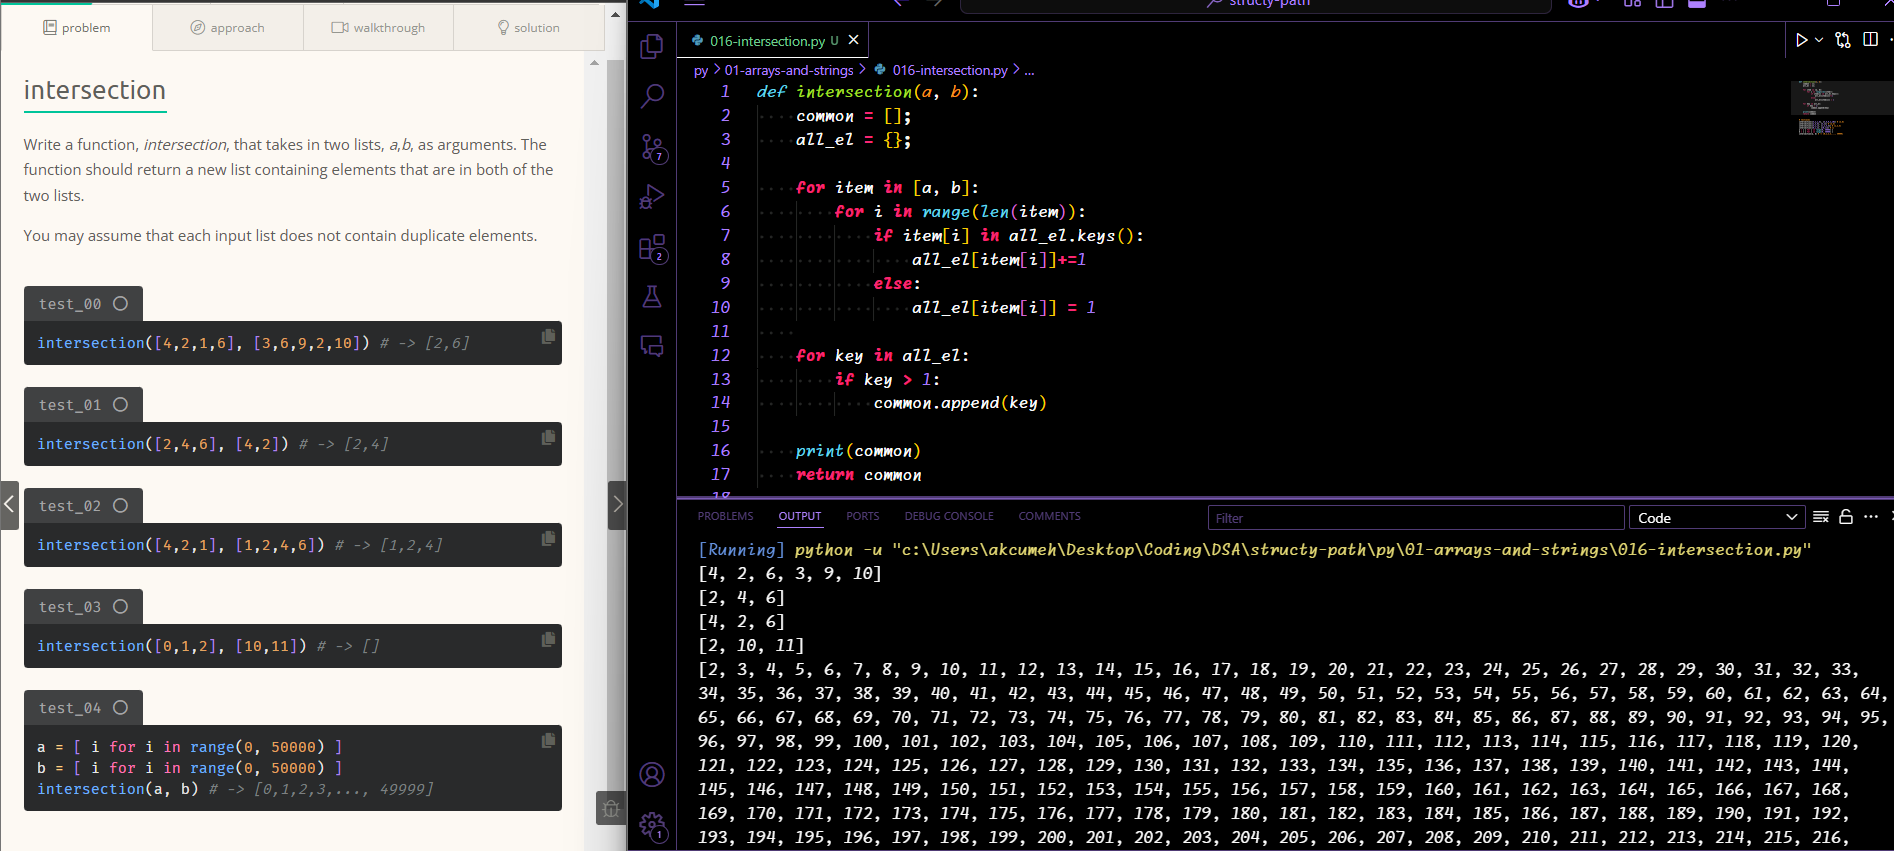 problem
approach
walkthrough
solution
intersection
Write a function, intersection, that takes in two lists, a,b, as arguments. The
function should return a new list containing elements that are in both of the
two lists.
You may assume that each input list does not contain duplicate elements.
test_00
intersection([4,2,1,6], [3,6,9,2,10]) # -> [2,6]
test_01
intersection([2,4,6], [4,2]) # -> [2,4]
test_02
intersection([4,2,1], [1,2,4,6]) # -> [1,2,4]
test_03
intersection([0,1,2], [10,11]) # -> []
test_04
a = [ i for i in range(0, 50000) ]
b = [ i for i in range(0, 50000) ]
intersection(a, b) # -> [0,1,2,3,..., 49999]
structy-path
7
2
1
016-intersection.py U
py > 01-arrays-and-strings > 016-intersection.py > ...
1 def intersection(a, b):
2 common = [];
3 all_el = {};
4
5 for item in [a, b]:
6 for i in range(len(item)):
7 if item[i] in all_el.keys():
8 all_el[item[i]]+=1
9 else:
10 all_el[item[i]] = 1
11
12 for key in all_el:
13 if key > 1:
14 common.append(key)
15
16 print(common)
17 return common
18
PROBLEMS OUTPUT PORTS DEBUG CONSOLE COMMENTS
Filter
Code
[Running] python -u "c:\Users\akcumeh\Desktop\Coding\DSA\structy-path\py\01-arrays-and-strings\016-intersection.py"
[4, 2, 6, 3, 9, 10]
[2, 4, 6]
[4, 2, 6]
[2, 10, 11]
[2, 3, 4, 5, 6, 7, 8, 9, 10, 11, 12, 13, 14, 15, 16, 17, 18, 19, 20, 21, 22, 23, 24, 25, 26, 27, 28, 29, 30, 31, 32, 33,
34, 35, 36, 37, 38, 39, 40, 41, 42, 43, 44, 45, 46, 47, 48, 49, 50, 51, 52, 53, 54, 55, 56, 57, 58, 59, 60, 61, 62, 63, 64,
65, 66, 67, 68, 69, 70, 71, 72, 73, 74, 75, 76, 77, 78, 79, 80, 81, 82, 83, 84, 85, 86, 87, 88, 89, 90, 91, 92, 93, 94, 95,
96, 97, 98, 99, 100, 101, 102, 103, 104, 105, 106, 107, 108, 109, 110, 111, 112, 113, 114, 115, 116, 117, 118, 119, 120,
121, 122, 123, 124, 125, 126, 127, 128, 129, 130, 131, 132, 133, 134, 135, 136, 137, 138, 139, 140, 141, 142, 143, 144,
145, 146, 147, 148, 149, 150, 151, 152, 153, 154, 155, 156, 157, 158, 159, 160, 161, 162, 163, 164, 165, 166, 167, 168,
169, 170, 171, 172, 173, 174, 175, 176, 177, 178, 179, 180, 181, 182, 183, 184, 185, 186, 187, 188, 189, 190, 191, 192,
193, 194, 195, 196, 197, 198, 199, 200, 201, 202, 203, 204, 205, 206, 207, 208, 209, 210, 211, 212, 213, 214, 215, 216,